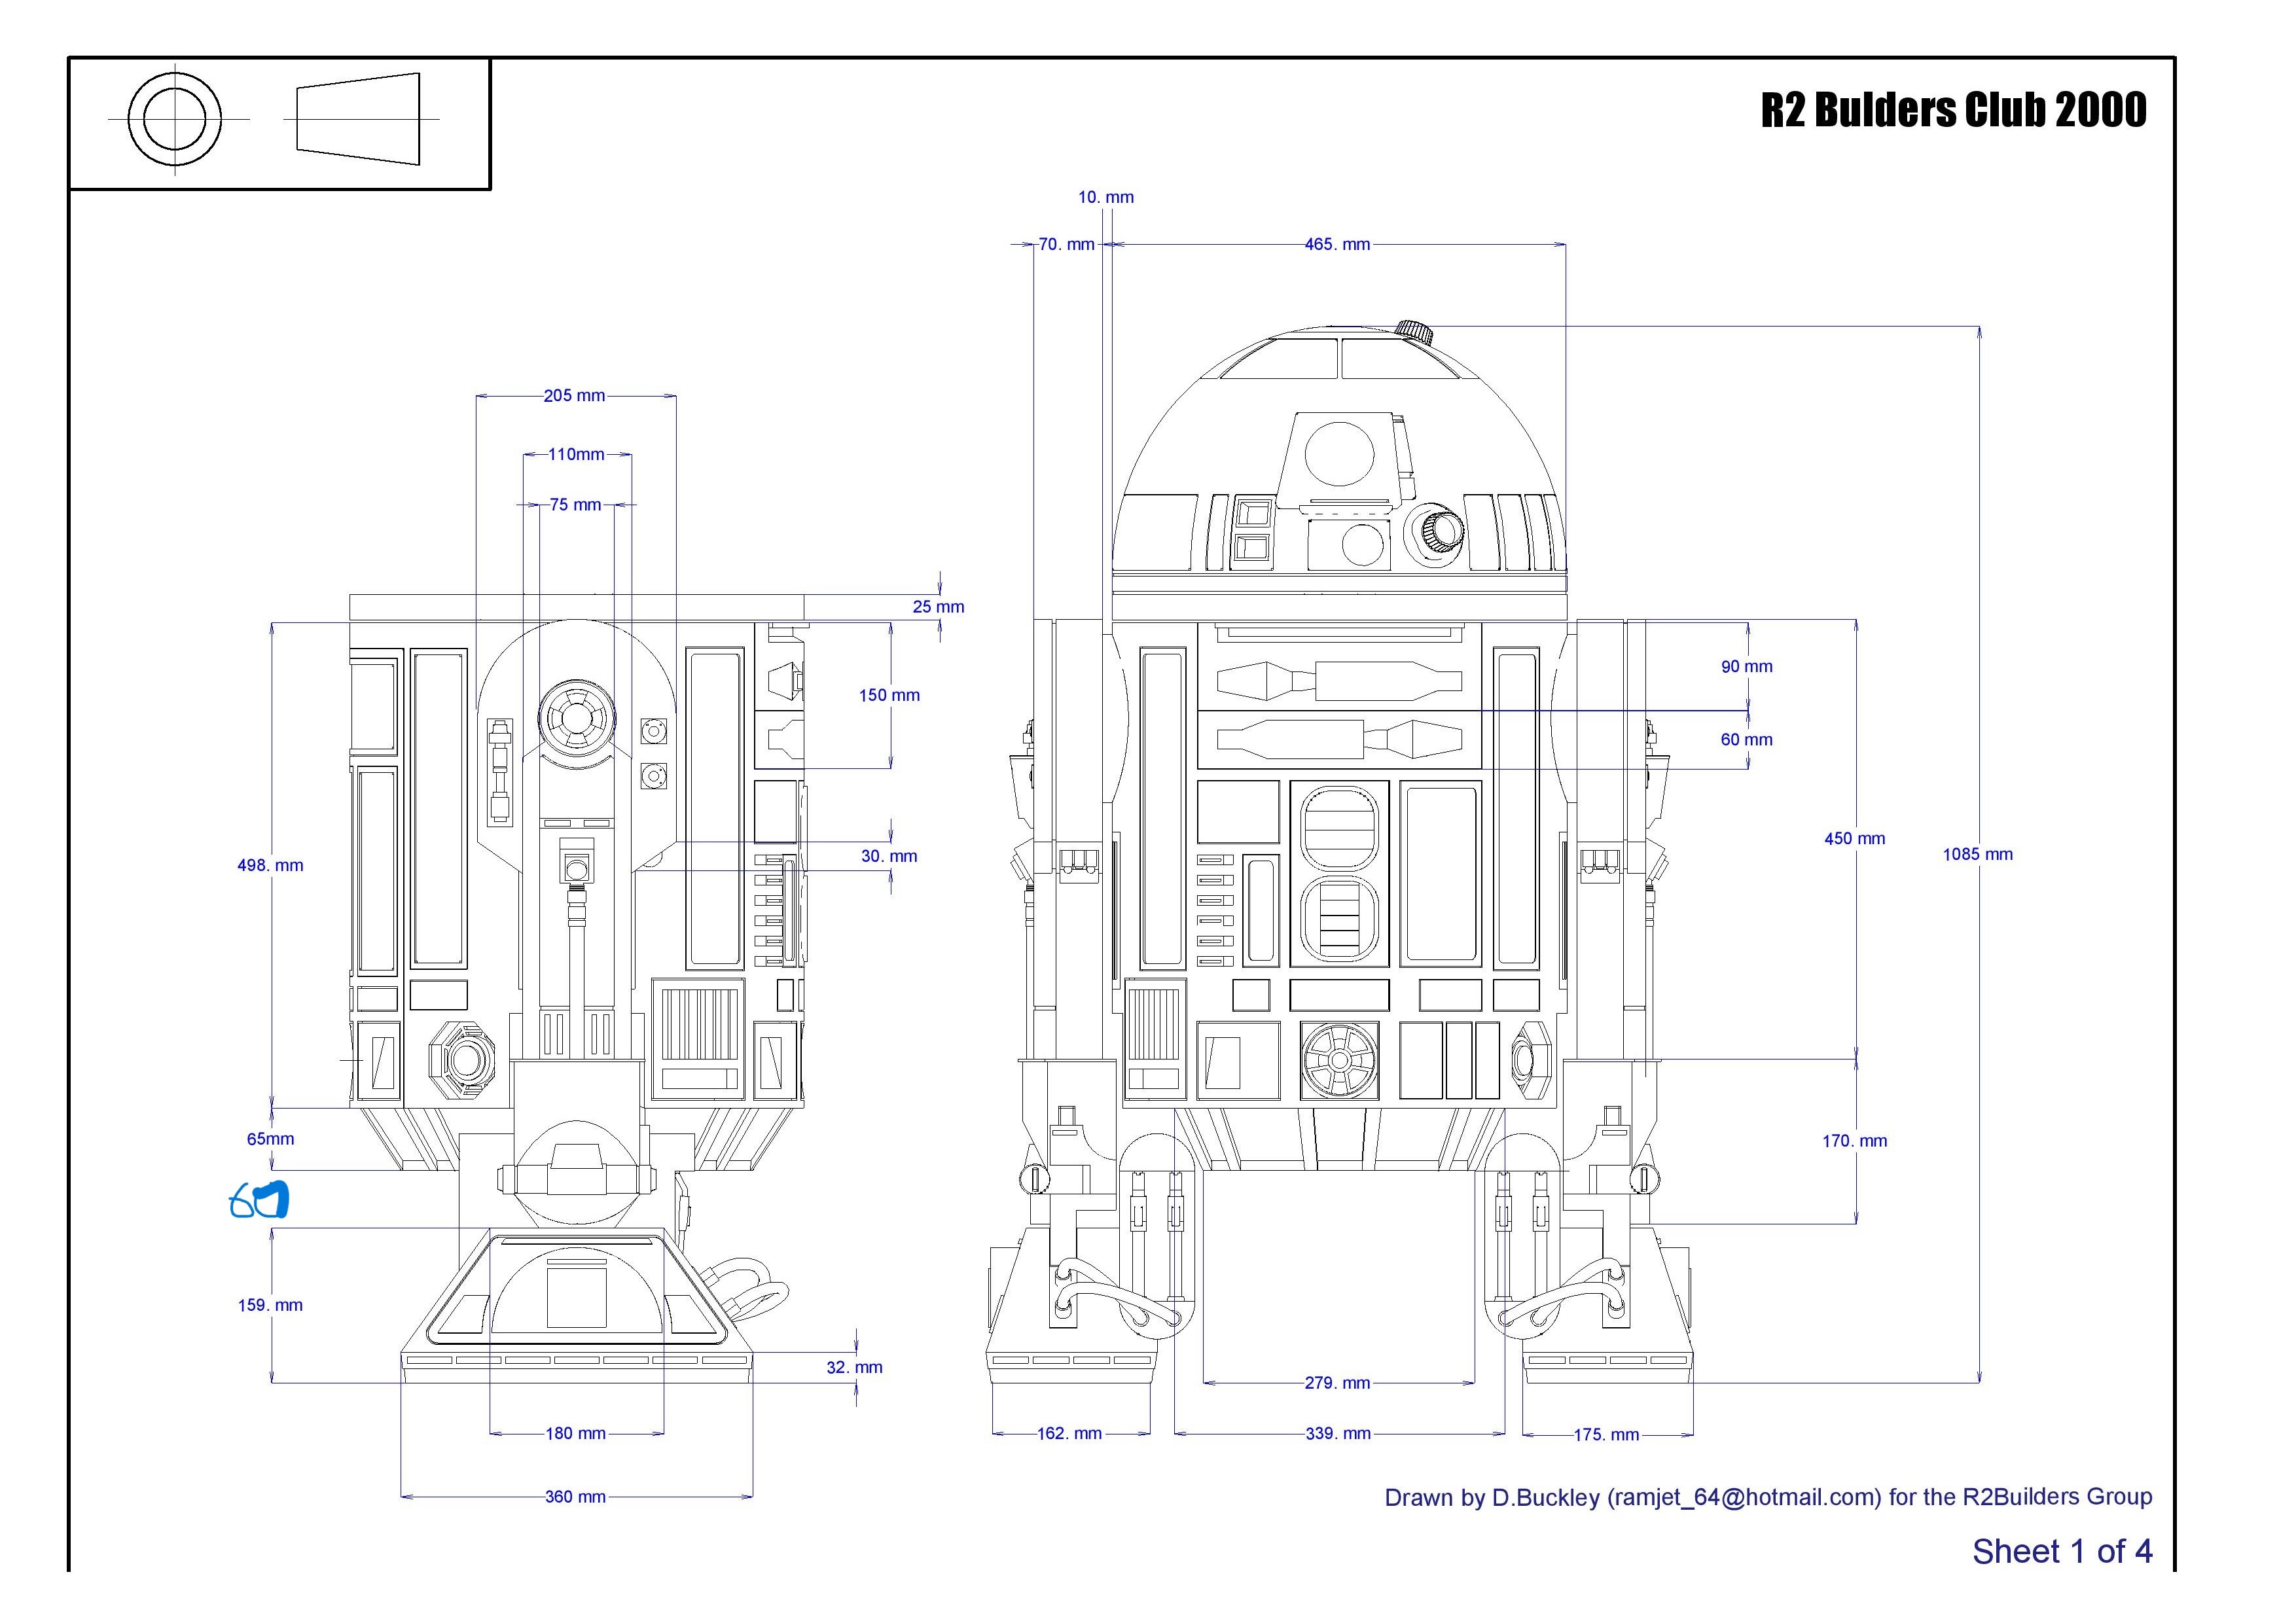 R2 Bulders Club 2000
10. mm
70. mm
465. mm
205 mm
110mm
75 mm
25 mm
150 mm
90 mm
60 mm
498. mm
30. mm
450 mm
1085 mm
65mm
170. mm
159. mm
32. mm
279. mm
180 mm
162. mm
339. mm
175. mm
360 mm
Drawn by D.Buckley (ramjet_64@hotmail.com) for the R2Builders Group
Sheet 1 of 4